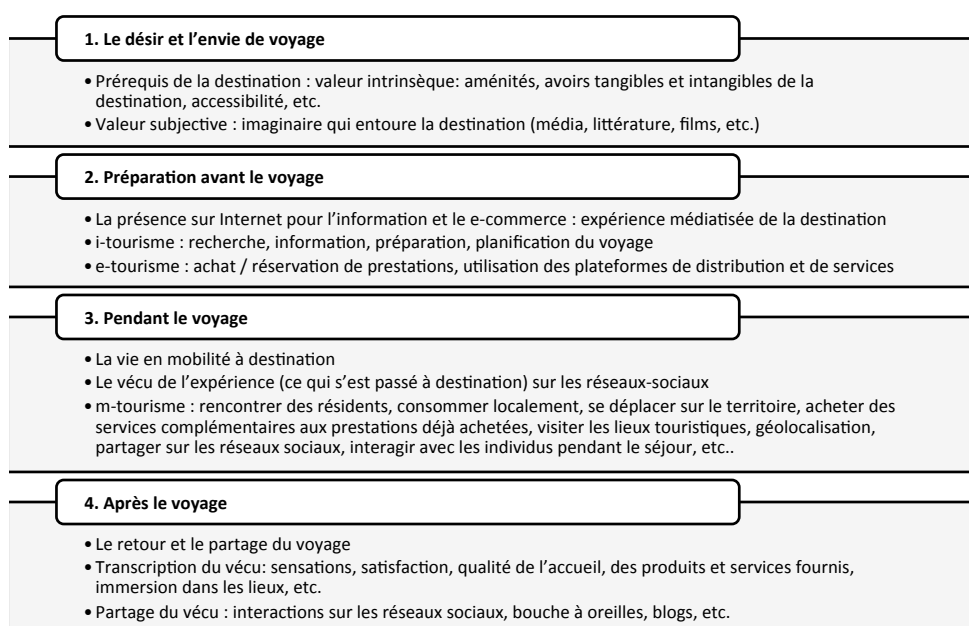 1. Le désir et l'envie de voyage
• Prérequis de la destination : valeur intrinsèque: aménités, avoirs tangibles et intangibles de la
destination, accessibilité, etc.
• Valeur subjective : imaginaire qui entoure la destination (média, littérature, films, etc.)
2. Préparation avant le voyage
• La présence sur Internet pour l'information et le e-commerce : expérience médiatisée de la destination
• i-tourisme : recherche, information, préparation, planification du voyage
• e-tourisme : achat / réservation de prestations, utilisation des plateformes de distribution et de services
3. Pendant le voyage
• La vie en mobilité à destination
• Le vécu de l'expérience (ce qui s'est passé à destination) sur les réseaux-sociaux
• m-tourisme : rencontrer des résidents, consommer localement, se déplacer sur le territoire, acheter des
services complémentaires aux prestations déjà achetées, visiter les lieux touristiques, géolocalisation,
partager sur les réseaux sociaux, interagir avec les individus pendant le séjour, etc..
4. Après le voyage
• Le retour et le partage du voyage
• Transcription du vécu: sensations, satisfaction, qualité de l'accueil, des produits et services fournis,
immersion dans les lieux, etc.
• Partage du vécu : interactions sur les réseaux sociaux, bouche à oreilles, blogs, etc.